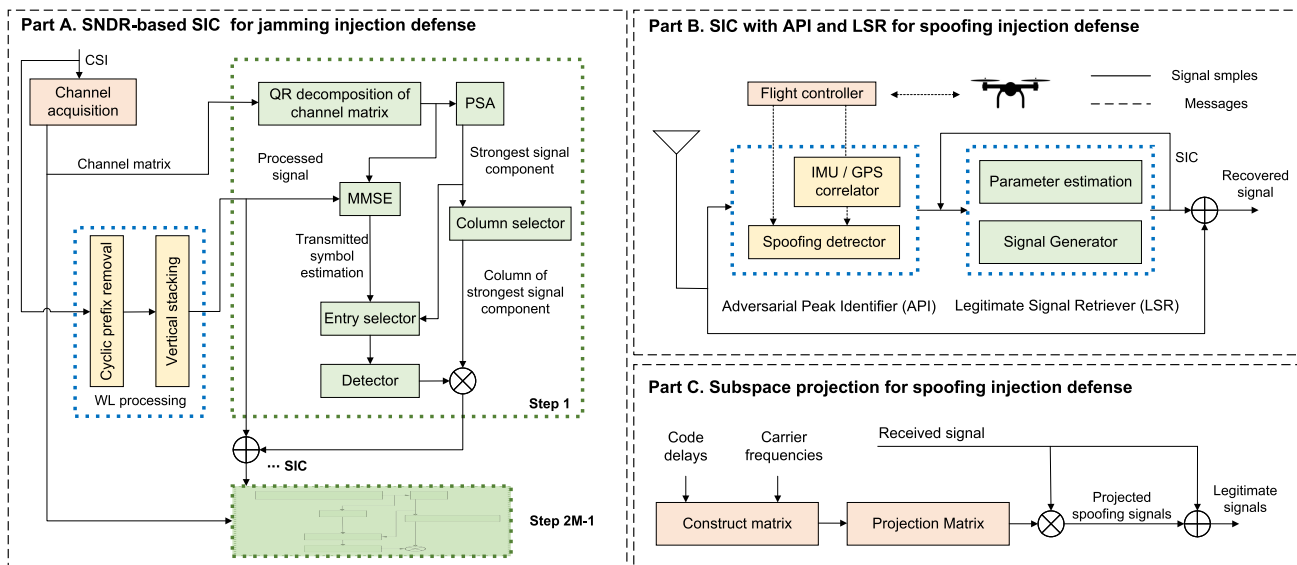 Part A. SNDR-based SIC for jamming injection defense
CSI
Channel
acquisition
QR decomposition of
channel matrix
PSA
Channel matrix
Processed
signal
Strongest signal
component
MMSE
Column selector
Transmitted
symbol
estimation
Column of
strongest signal
component
Cyclic prefix removal
Vertical stacking
WL processing
Entry selector
Detector
Step 1
... SIC
Step 2M-1
Part B. SIC with API and LSR for spoofing injection defense
Flight controller
Signal smples
Messages
IMU / GPS
correlator
Spoofing detrector
Parameter estimation
Signal Generator
SIC
Recovered
signal
Adversarial Peak Identifier (API)
Legitimate Signal Retriever (LSR)
Part C. Subspace projection for spoofing injection defense
Code
delays
Carrier
frequencies
Received signal
Construct matrix
Projection Matrix
Projected
spoofing signals
Legitimate
signals